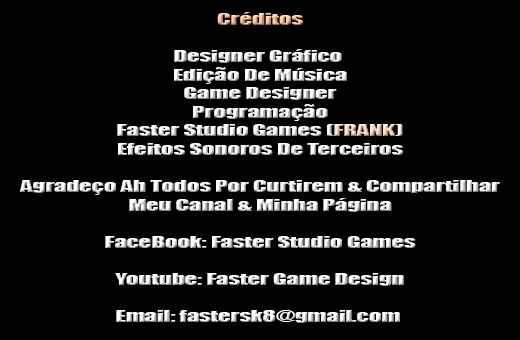 Créditos
Designer Gráfico
Edição De Música
Game Designer
Programação
Faster Studio Games (FRANK)
Efeitos Sonoros De Terceiros
Agradeço Ah Todos Por Curtirem & Compartilhar
Meu Canal & Minha Página
FaceBook: Faster Studio Games
Youtube: Faster Game Design
Email: fastersk8@gmail.com